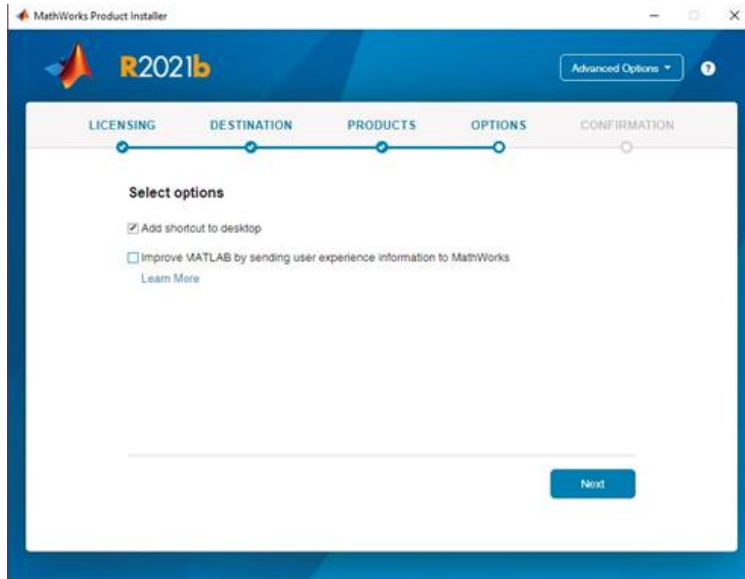 MathWorks Product Installer
R2021b
Advanced Options
?
LICENSING DESTINATION PRODUCTS OPTIONS CONFIRMATION
Select options
Add shortcut to desktop
Improve MATLAB by sending user experience information to MathWorks
Learn More
Next